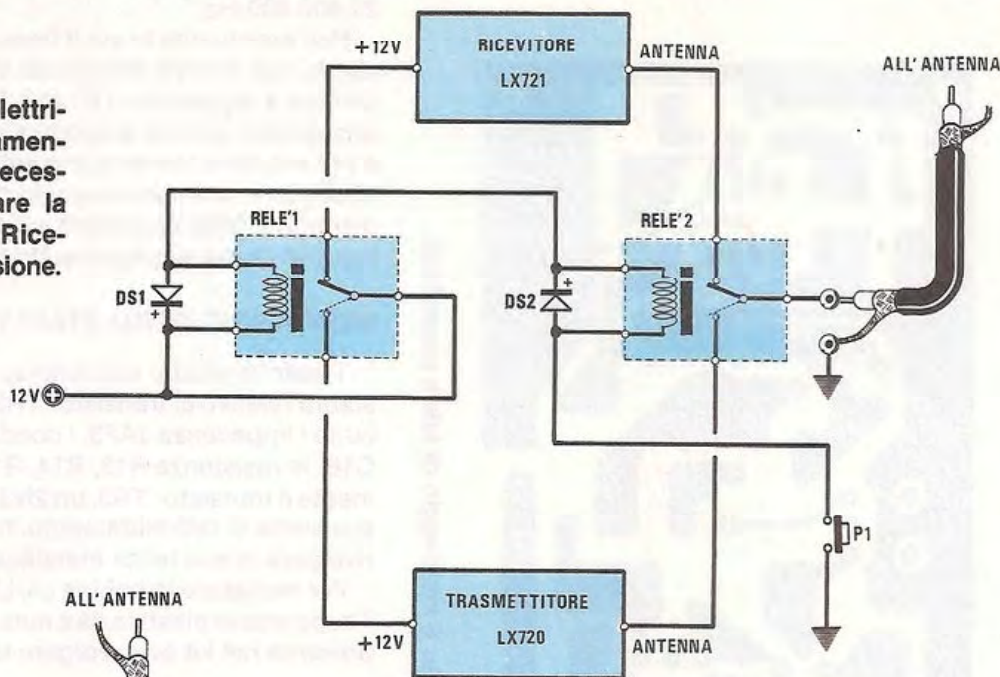 lettri-
amen-
eces-
are la
Rice-
sione.
+12V
RICEVITORE
LX721
ANTENNA
ALL' ANTENNA
RELE'1
RELE'2
DS1
+
DS2
+
12V +
P1
ALL'ANTENNA
+12V
TRASMETTITORE
LX720
ANTENNA